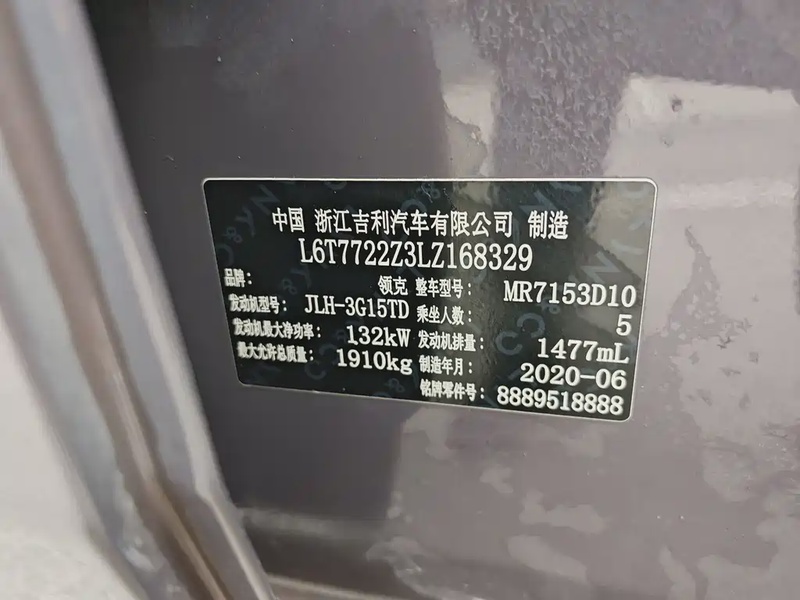 中国 浙江吉利汽车有限公司 制造
L6T7722Z3LZ168329
品牌： 领克 整车型号： MR7153D10
发动机型号： JLH-3G15TD 乘坐人数： 5
发动机最大净功率： 132kW 发动机排量： 1477mL
最大允许总质量： 1910kg 制造年月： 2020-06
铭牌零件号： 8889518888